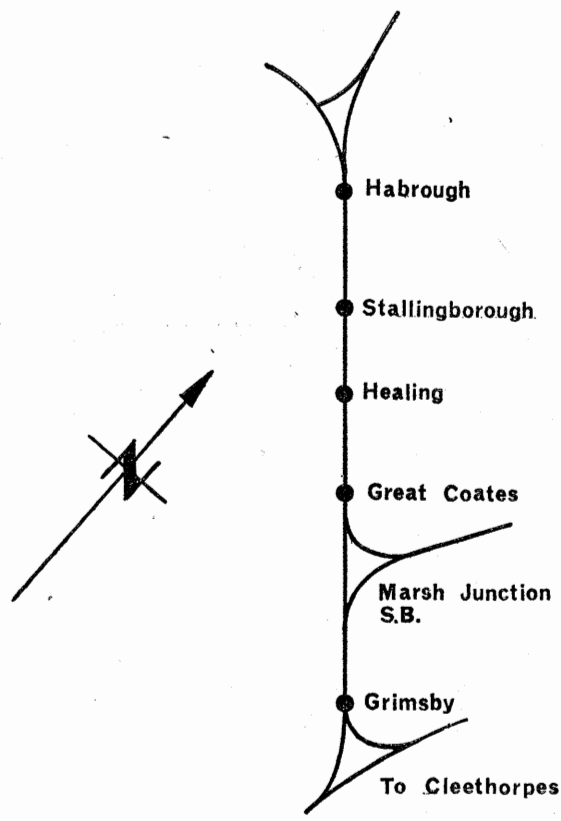 Habrough
Stallingborough
Healing
Great Coates
Marsh Junction
S.B.
Grimsby
To Cleethorpes
N